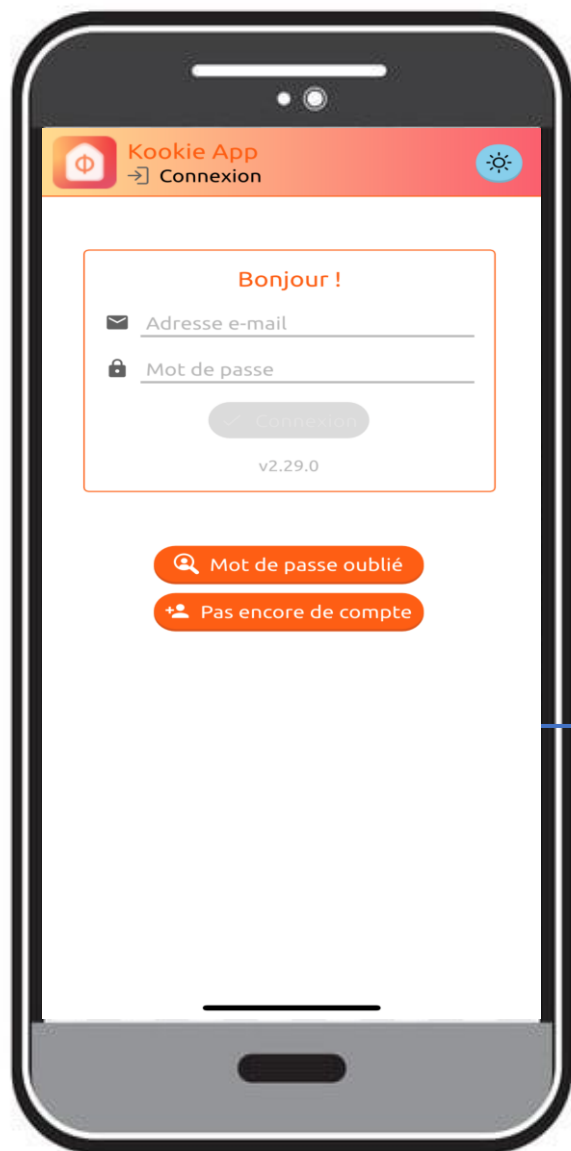 Kookie App
Connexion
Bonjour !
Adresse e-mail
Mot de passe
Connexion
v2.29.0
Mot de passe oublié
Pas encore de compte